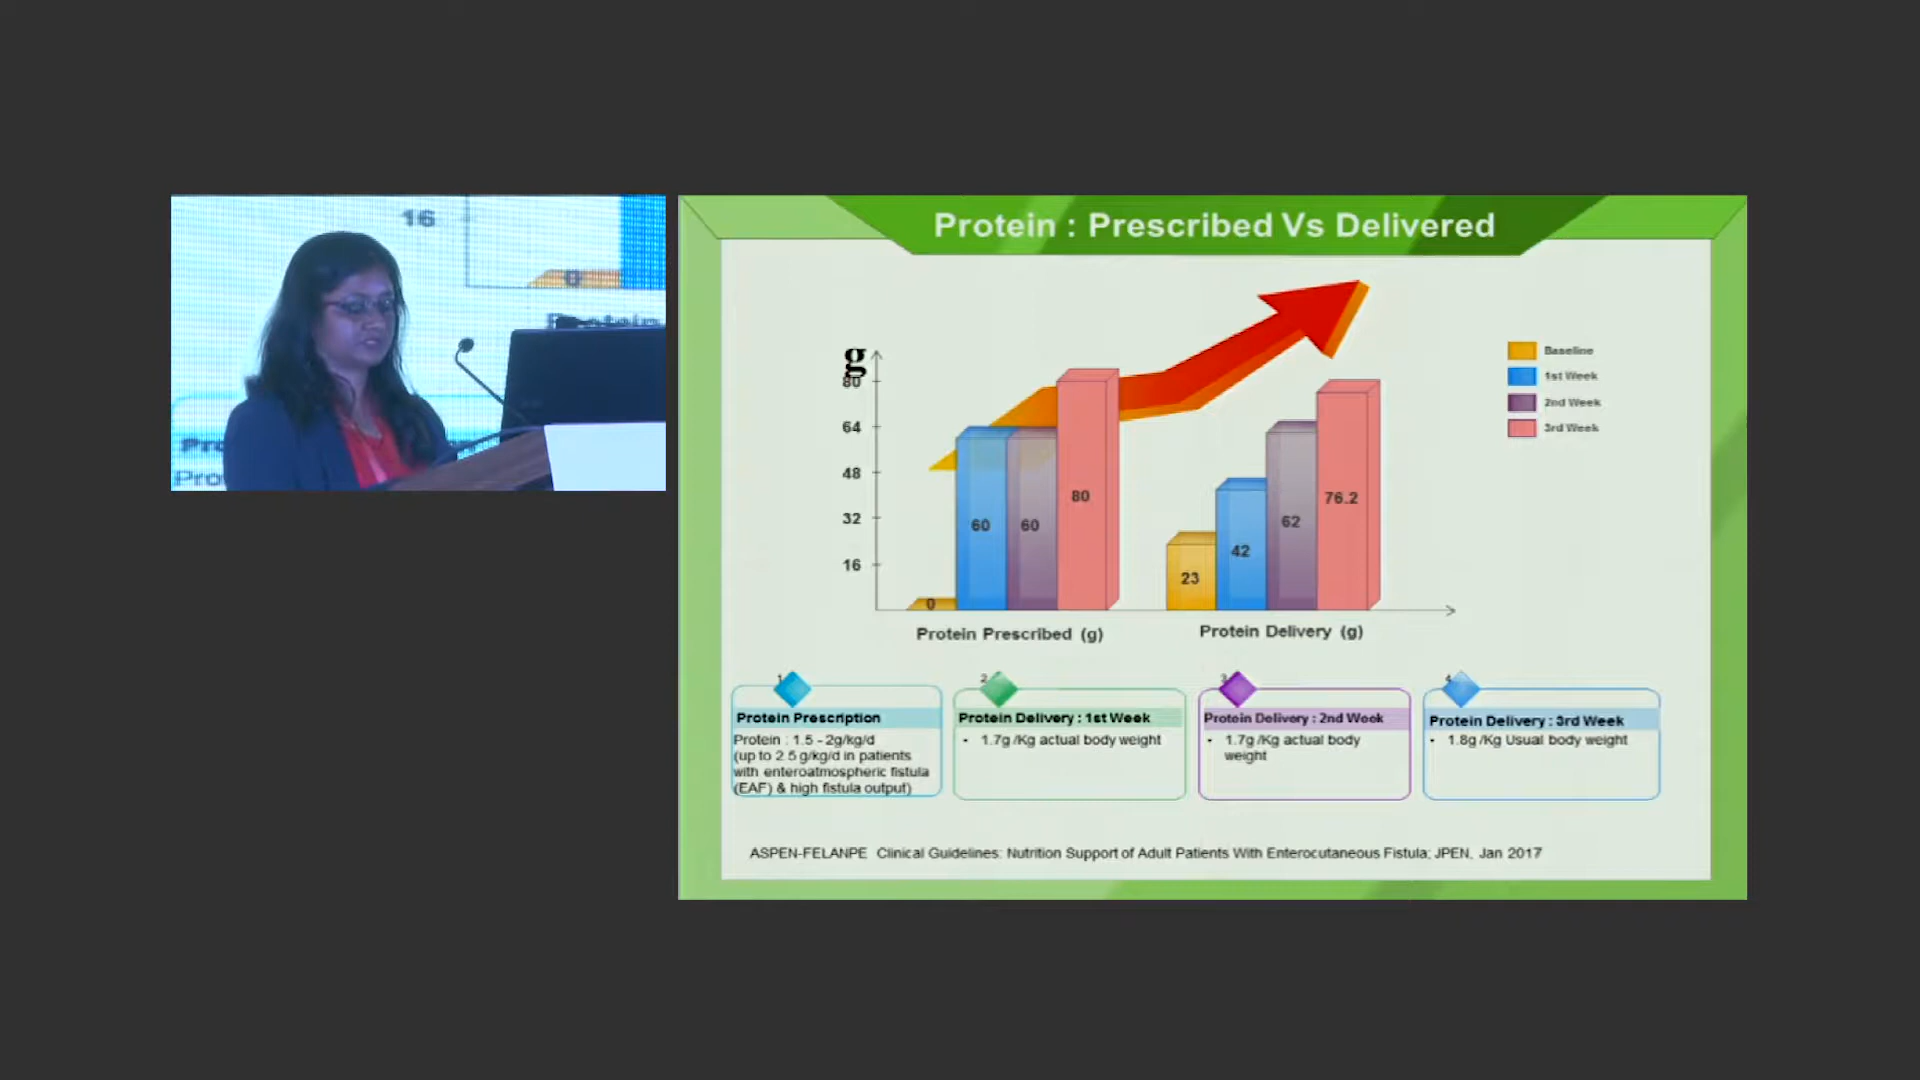 16
0
Pro
Pro
Protein : Prescribed Vs Delivered
g
80
64
48
32
16
0
60
60
80
23
42
62
76.2
Protein Prescribed (g)
Protein Delivery (g)
Baseline
1st Week
2nd Week
3rd Week
1
Protein Prescription
Protein : 1.5 - 2g/kg/d
(up to 2.5 g/kg/d in patients
with enteroatmospheric fistula
(EAF) & high fistula output)
2
Protein Delivery : 1st Week
• 1.7g /Kg actual body weight
3
Protein Delivery : 2nd Week
• 1.7g /Kg actual body
weight
4
Protein Delivery : 3rd Week
• 1.8g /Kg Usual body weight
ASPEN-FELANPE Clinical Guidelines: Nutrition Support of Adult Patients With Enterocutaneous Fistula; JPEN, Jan 2017